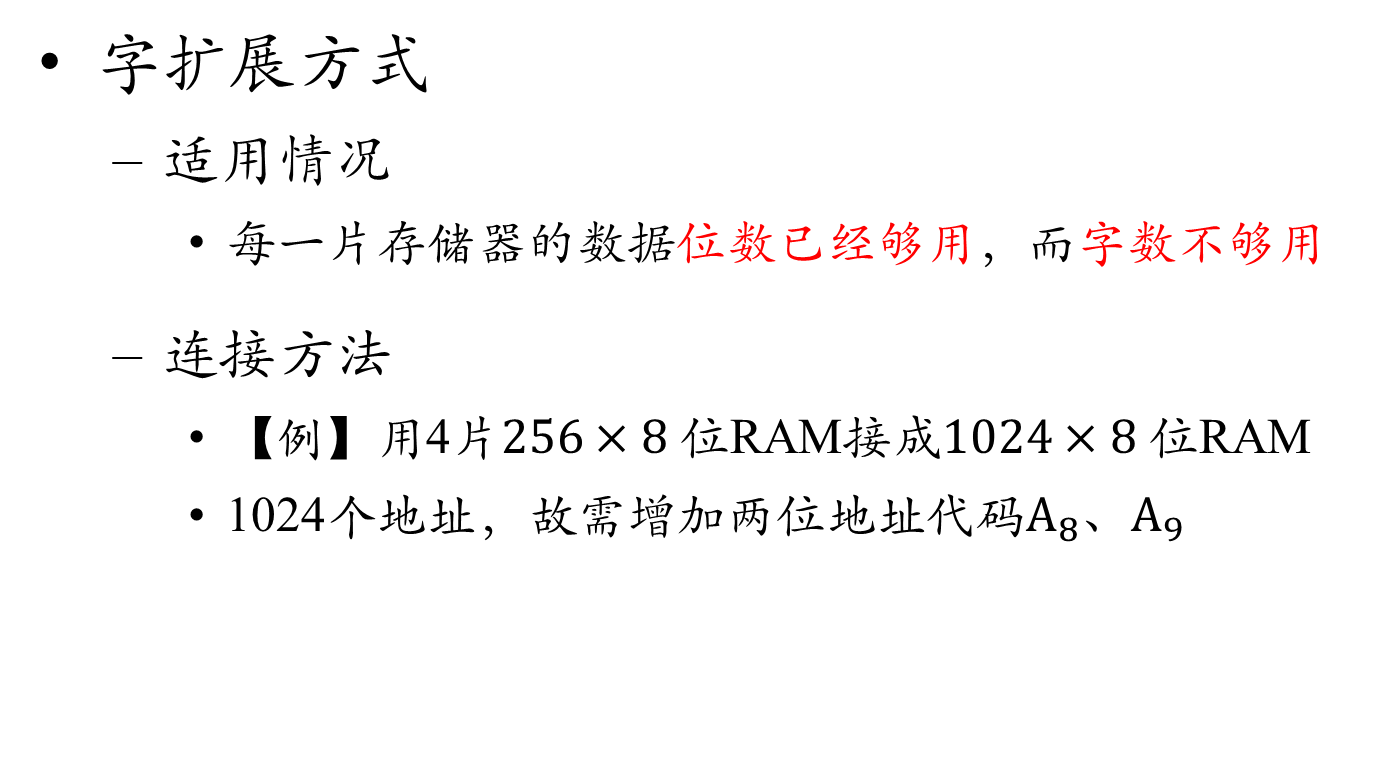 • 字扩展方式
– 适用情况
• 每一片存储器的数据位数已经够用，而字数不够用
– 连接方法
• 【例】用4片256 × 8 位RAM接成1024 × 8 位RAM
• 1024个地址，故需增加两位地址代码A₈、A₉